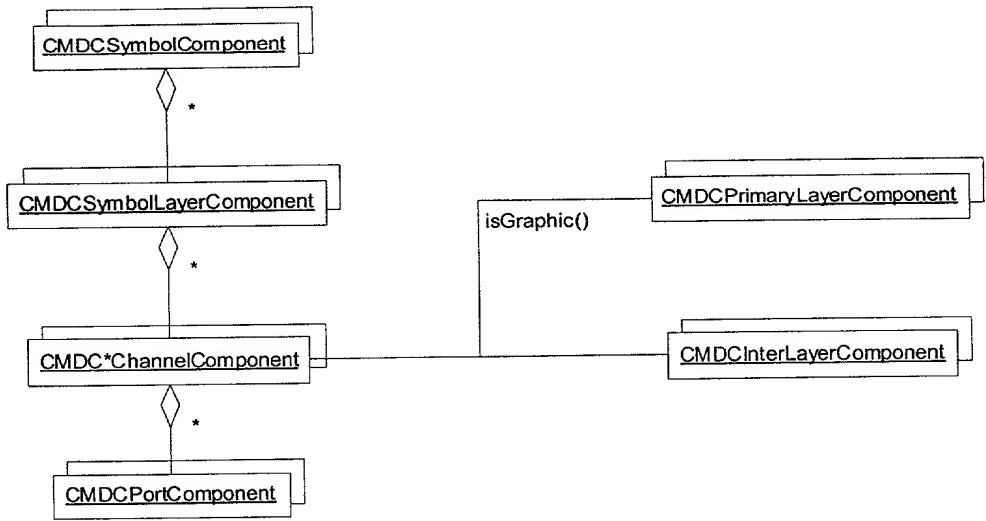 CMDCSymbolComponent
*
CMDCSymbolLayerComponent
CMDCPrimaryLayerComponent
isGraphic()
*
CMDC*ChannelComponent
CMDCInterLayerComponent
*
CMDCPortComponent